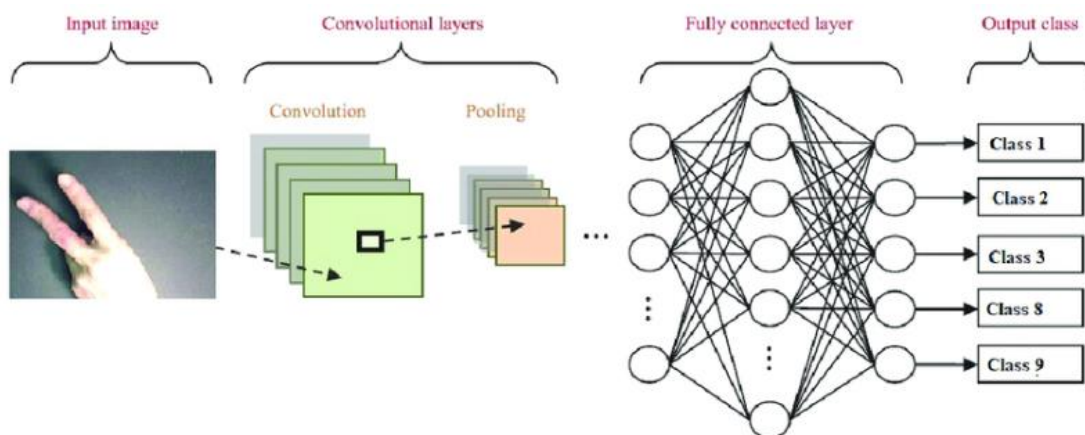 Input image
Convolutional layers
Fully connected layer
Output class
Convolution
Pooling
Class 1
Class 2
Class 3
Class 8
Class 9